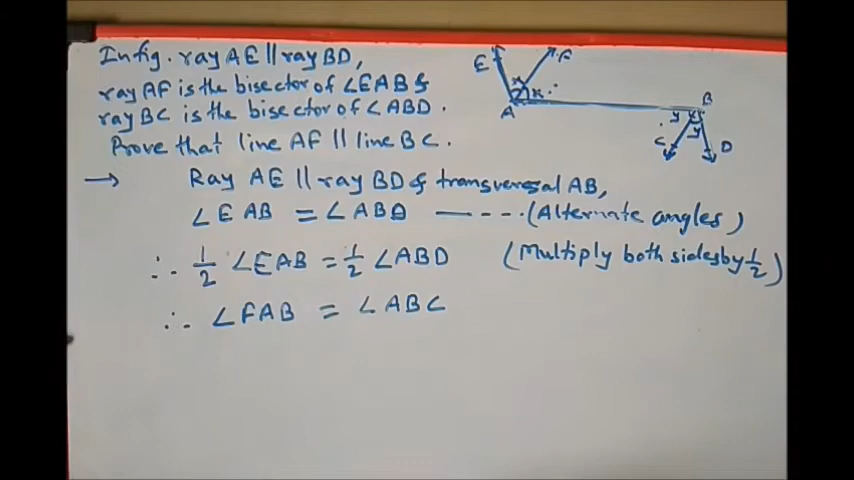 In fig. ray AE || ray BD,
ray AF is the bisector of ∠EAB &
ray BC is the bisector of ∠ABD.
Prove that line AF || line BC.
E F
x x
A B
y y
C D
→ Ray AE || ray BD & transversal AB,
∠EAB = ∠ABD ---- (Alternate angles)
∴ 1/2 ∠EAB = 1/2 ∠ABD (Multiply both sides by 1/2)
∴ ∠FAB = ∠ABC